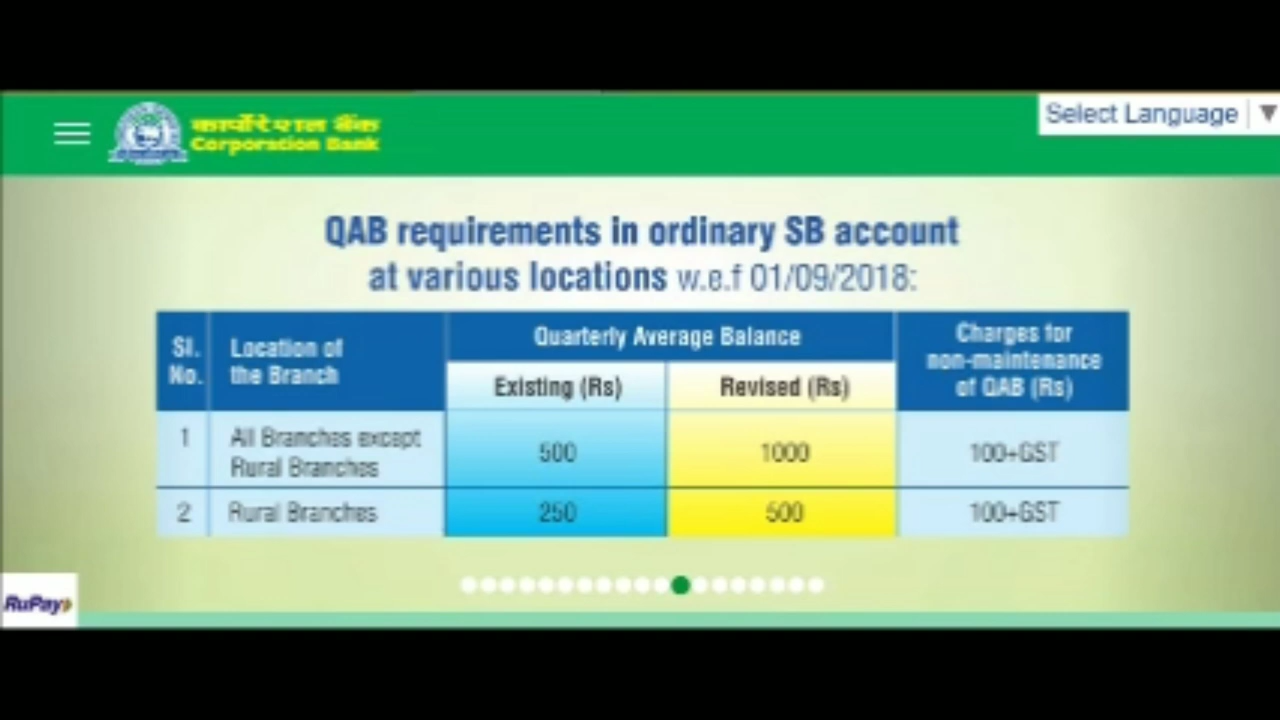 कार्पोरेशन बैंक
Corporation Bank
Select Language
QAB requirements in ordinary SB account
at various locations w.e.f 01/09/2018:
Sl. No.
Location of the Branch
Quarterly Average Balance
Existing (Rs)
Revised (Rs)
Charges for non-maintenance of QAB (Rs)
1
All Branches except Rural Branches
500
1000
100+GST
2
Rural Branches
250
500
100+GST
RuPay